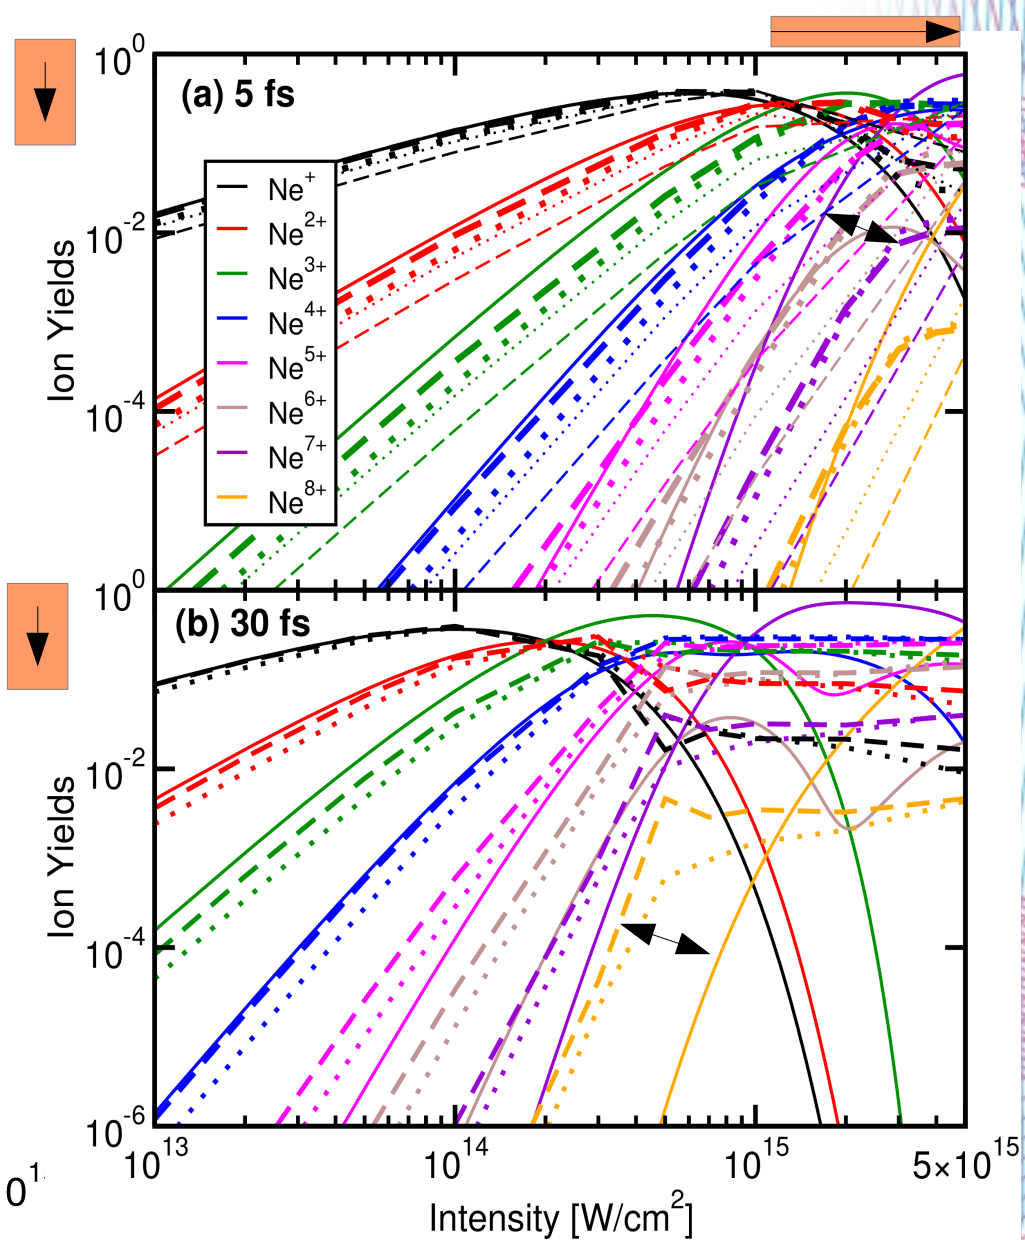 10^0
(a) 5 fs
Ne^+
Ne^2+
Ne^3+
Ne^4+
Ne^5+
Ne^6+
Ne^7+
Ne^8+
10^-2
Ion Yields
10^-4
10^0
(b) 30 fs
10^-2
Ion Yields
10^-4
10^-6
10^13
10^14
10^15
5×10^15
0^1
Intensity [W/cm^2]